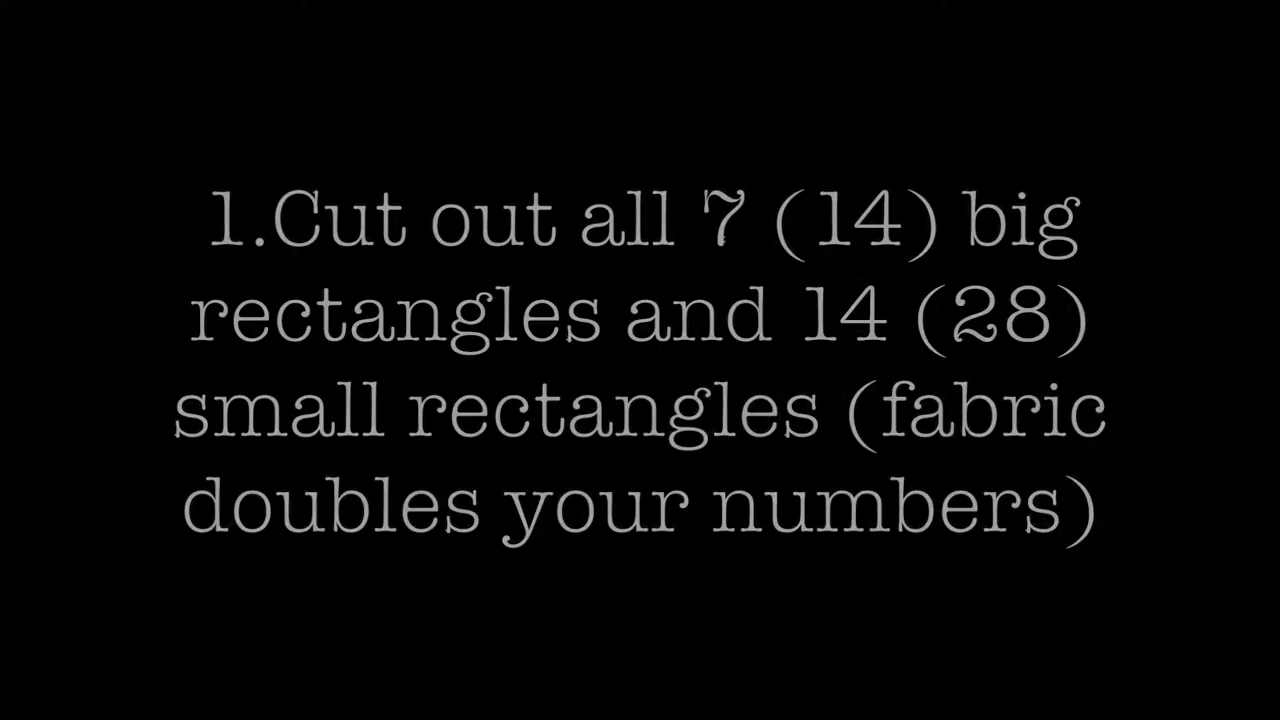 1.Cut out all 7 (14) big
rectangles and 14 (28)
small rectangles (fabric
doubles your numbers)